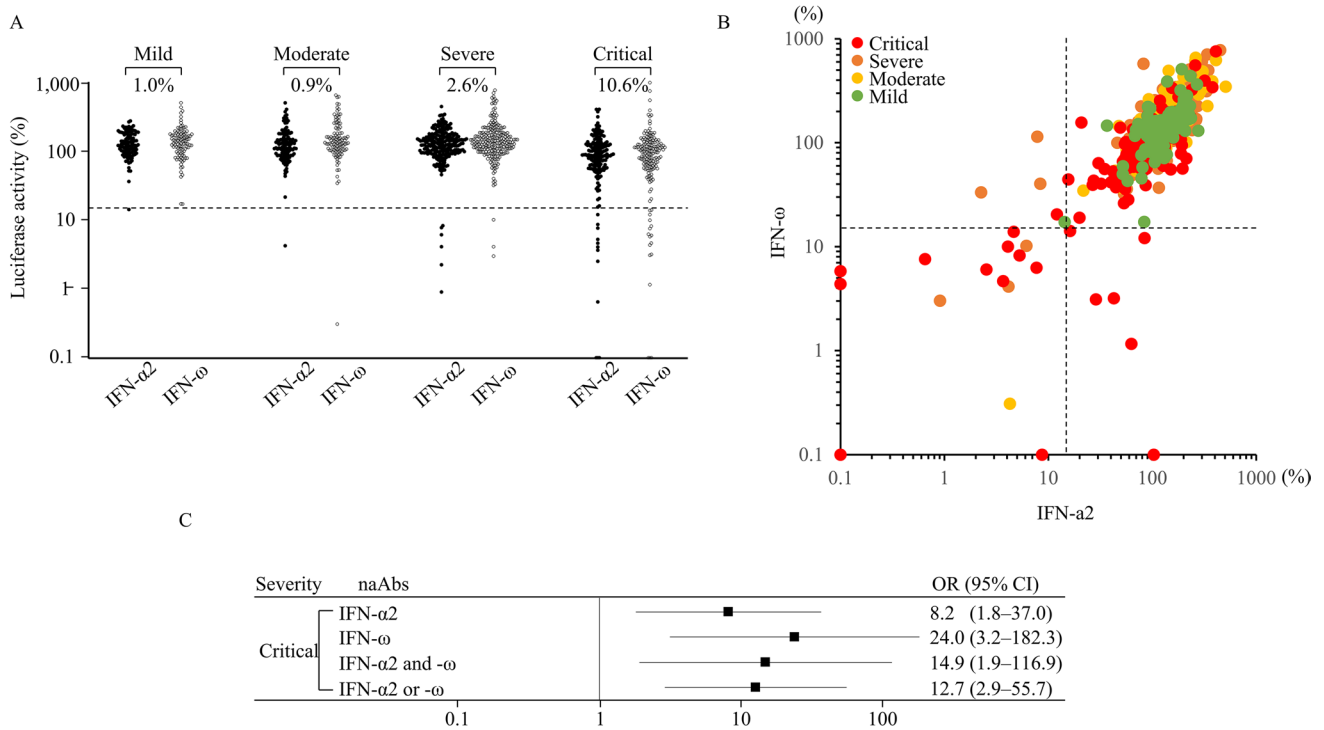 A
Mild Moderate Severe Critical
1.0% 0.9% 2.6% 10.6%
Luciferase activity (%)
1,000
100
10
1
0.1
IFN-α2 IFN-ω IFN-α2 IFN-ω IFN-α2 IFN-ω IFN-α2 IFN-ω
B
(%)
Critical
Severe
Moderate
Mild
IFN-ω
1000
100
10
1
0.1
0.1 1 10 100 1000 (%)
IFN-a2
C
Severity naAbs OR (95% CI)
Critical
IFN-α2 8.2 (1.8–37.0)
IFN-ω 24.0 (3.2–182.3)
IFN-α2 and -ω 14.9 (1.9–116.9)
IFN-α2 or -ω 12.7 (2.9–55.7)
0.1 1 10 100